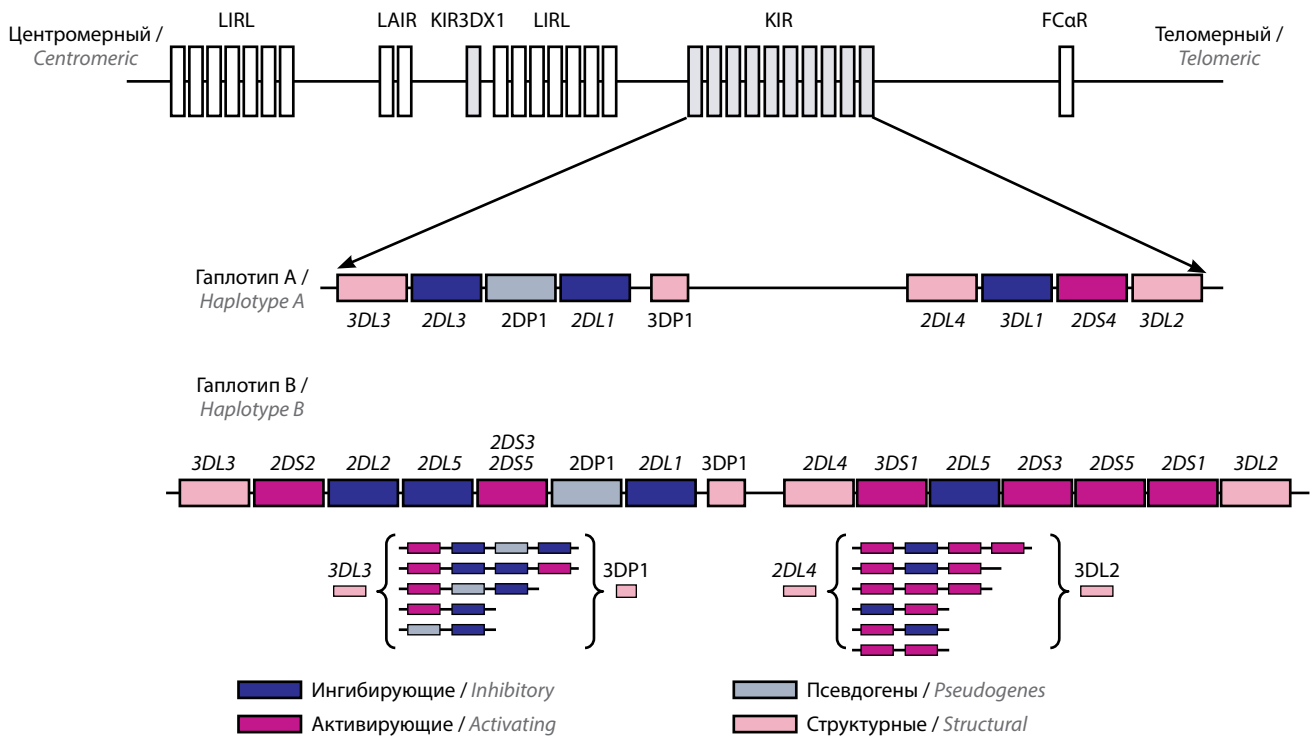 LIRL
LAIR
KIR3DX1
LIRL
KIR
FCαR
Центромерный /
Centromeric
Теломерный /
Telomeric
Гаплотип A /
Haplotype A
3DL3
2DL3
2DP1
2DL1
3DP1
2DL4
3DL1
2DS4
3DL2
Гаплотип B /
Haplotype B
3DL3
2DS2
2DL2
2DL5
2DS3
2DS5
2DP1
2DL1
3DP1
2DL4
3DS1
2DL5
2DS3
2DS5
2DS1
3DL2
3DL3
3DP1
2DL4
3DL2
Ингибирующие / Inhibitory
Псевдогены / Pseudogenes
Активирующие / Activating
Структурные / Structural